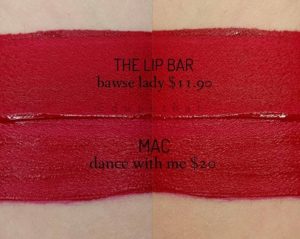 THE LIP BAR
bawse lady $11.90
MAC
dance with me $20